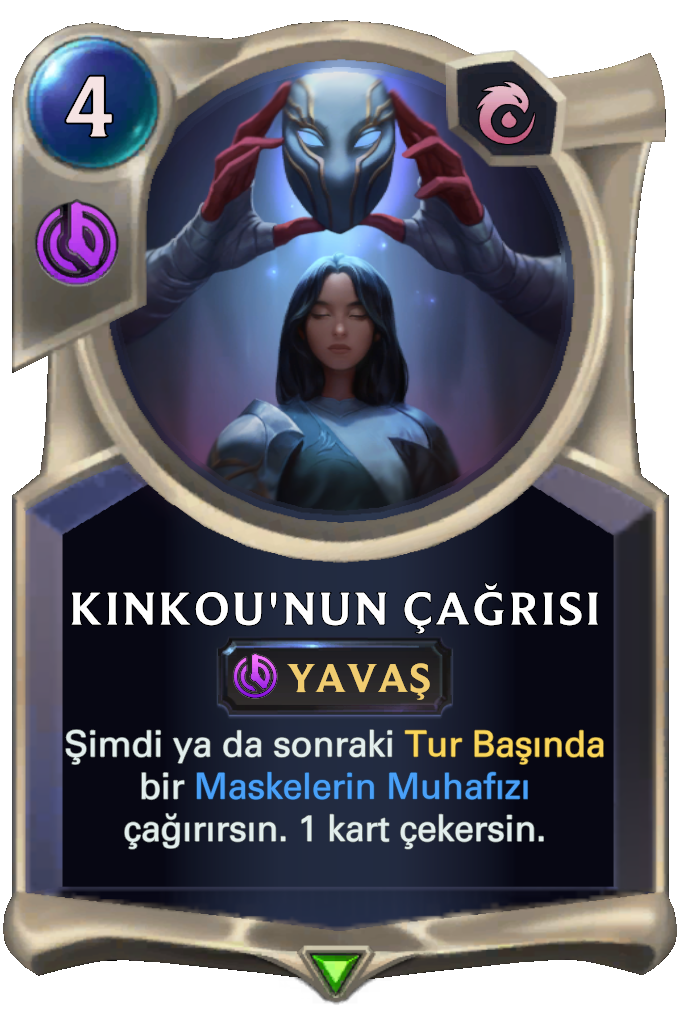 4
KINKOU'NUN ÇAĞRISI
YAVAŞ
Şimdi ya da sonraki Tur Başında
bir Maskelerin Muhafızı
çağırırsın. 1 kart çekersin.